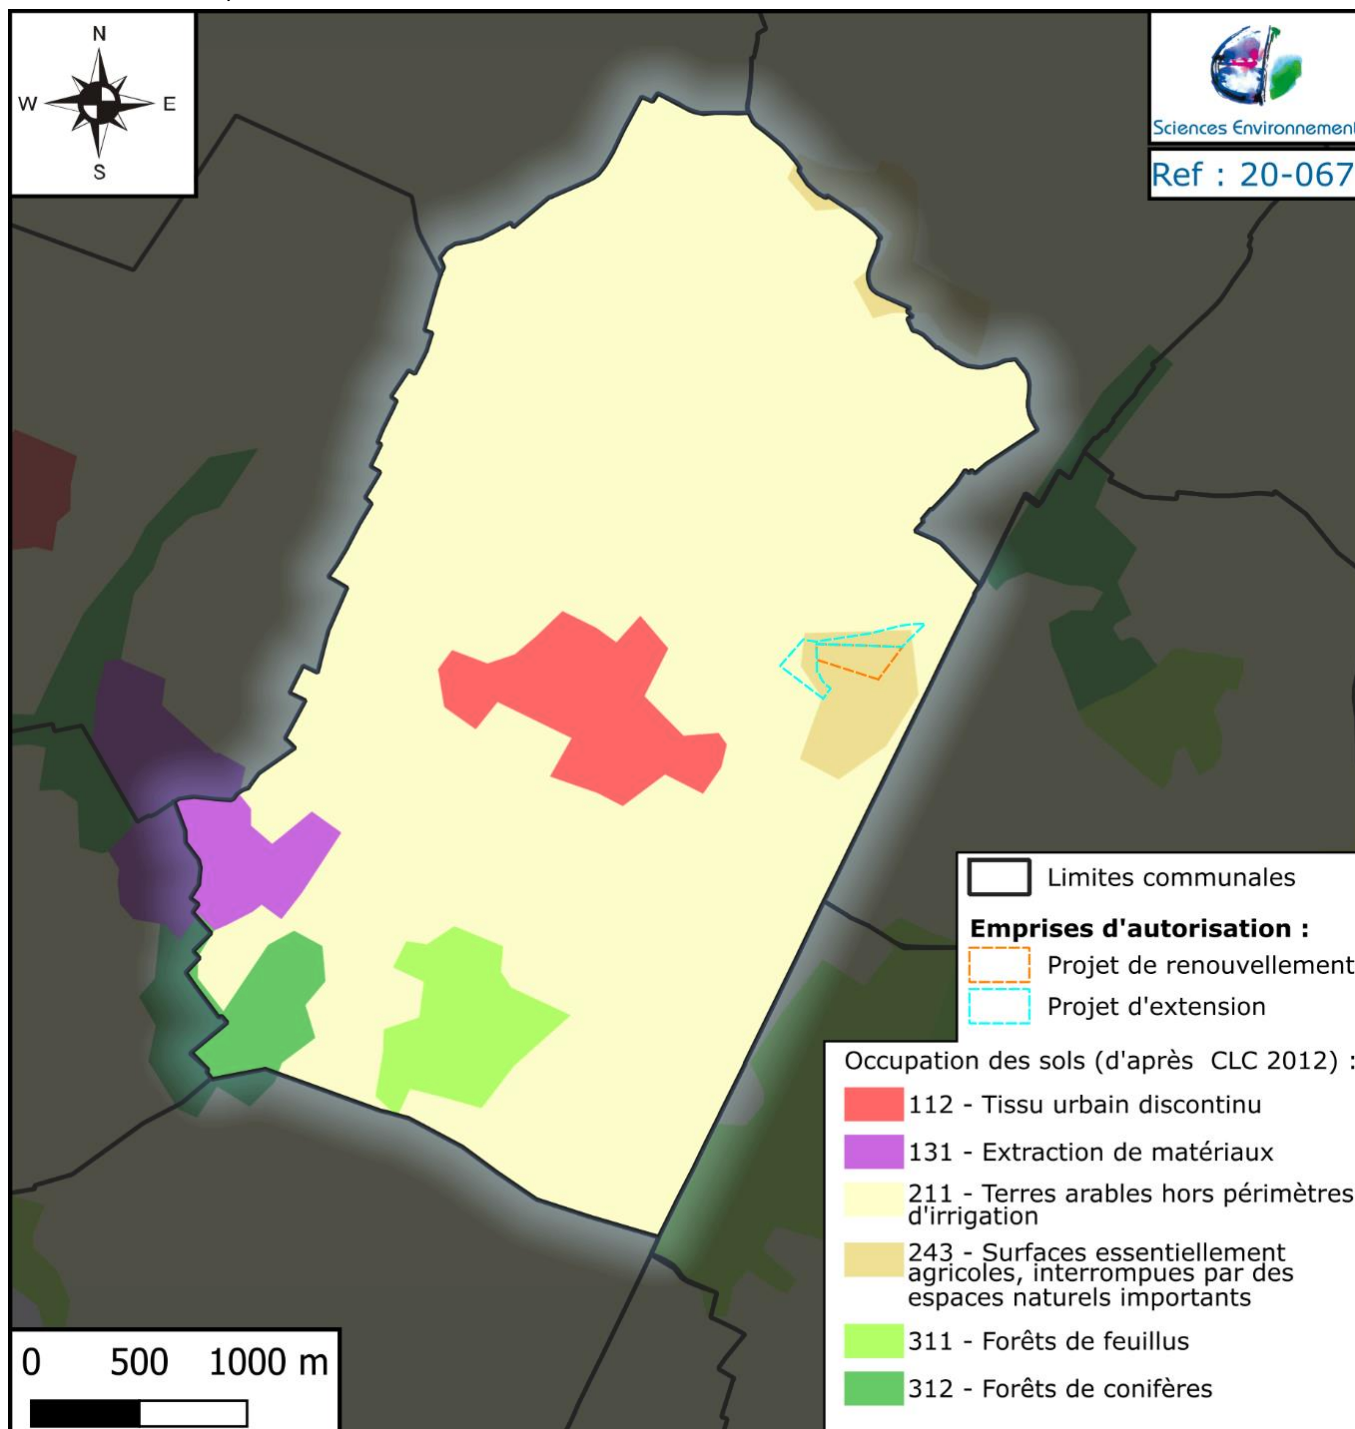 N
W E
S
Sciences Environnement
Ref : 20-067
Limites communales
Emprises d'autorisation :
Projet de renouvellement
Projet d'extension
Occupation des sols (d'après CLC 2012) :
112 - Tissu urbain discontinu
131 - Extraction de matériaux
211 - Terres arables hors périmètres
d'irrigation
243 - Surfaces essentiellement
agricoles, interrompues par des
espaces naturels importants
311 - Forêts de feuillus
312 - Forêts de conifères
0 500 1000 m